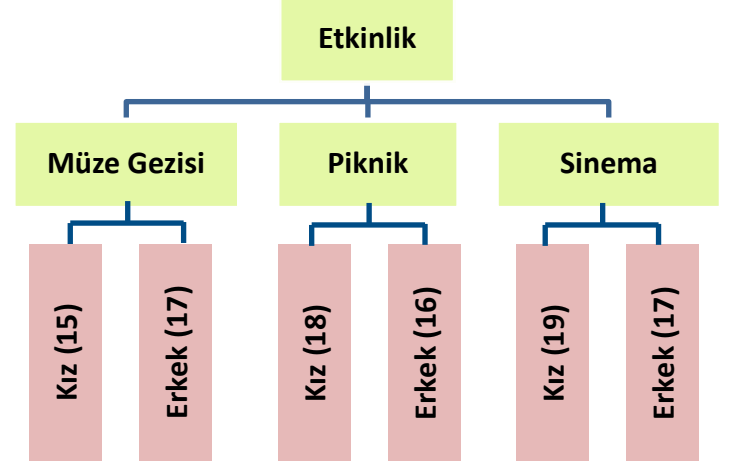 Etkinlik
Müze Gezisi
Piknik
Sinema
Kız (15)
Erkek (17)
Kız (18)
Erkek (16)
Kız (19)
Erkek (17)